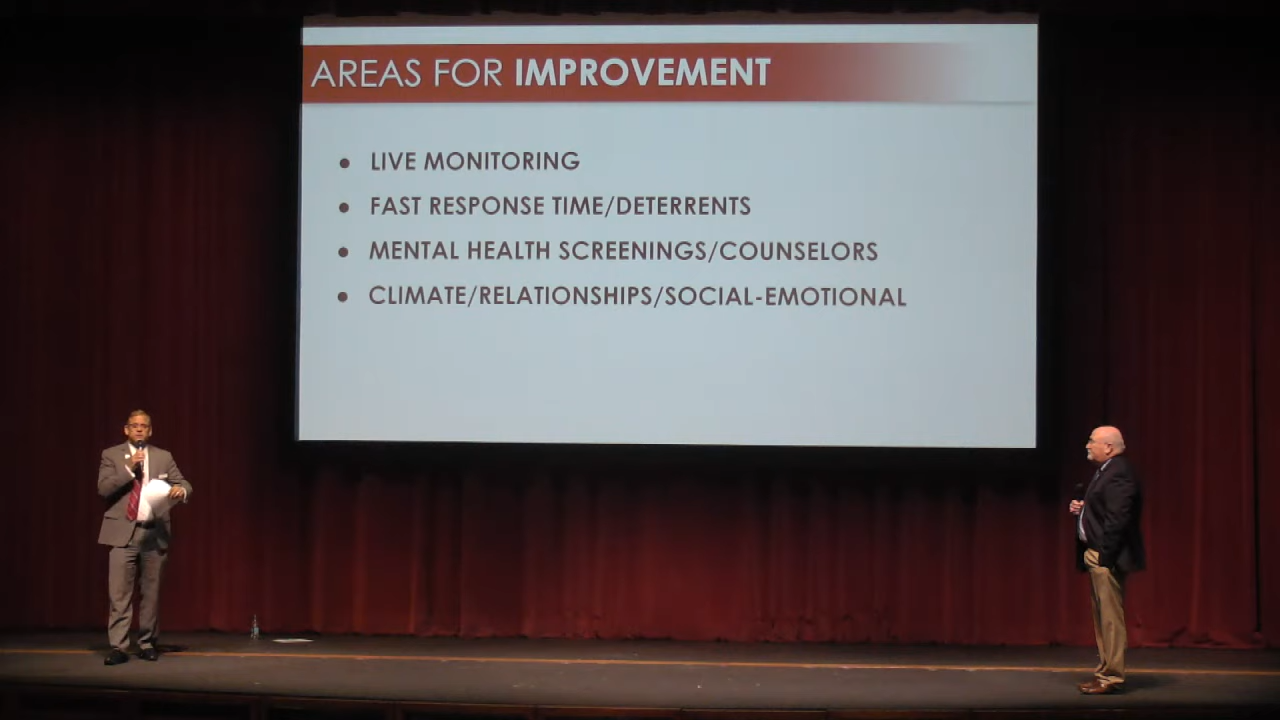 AREAS FOR IMPROVEMENT
● LIVE MONITORING
● FAST RESPONSE TIME/DETERRENTS
● MENTAL HEALTH SCREENINGS/COUNSELORS
● CLIMATE/RELATIONSHIPS/SOCIAL-EMOTIONAL